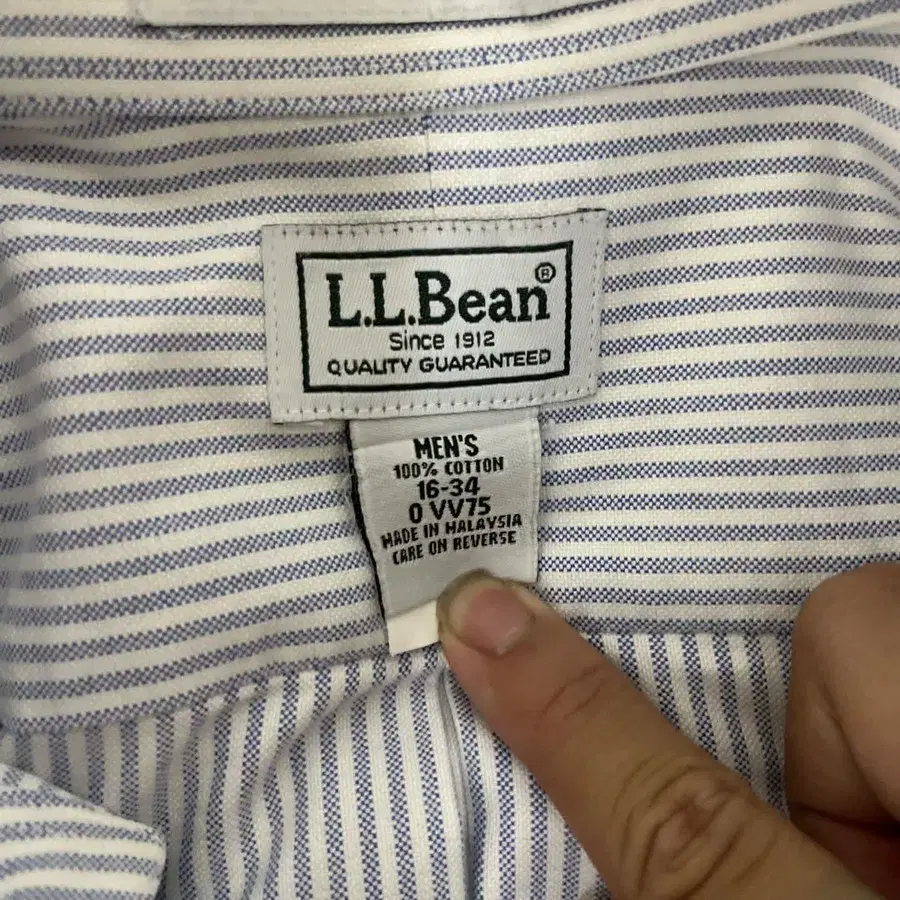 L.L.Bean®
Since 1912
QUALITY GUARANTEED
MEN'S
100% COTTON
16-34
0 VV75
MADE IN MALAYSIA
CARE ON REVERSE